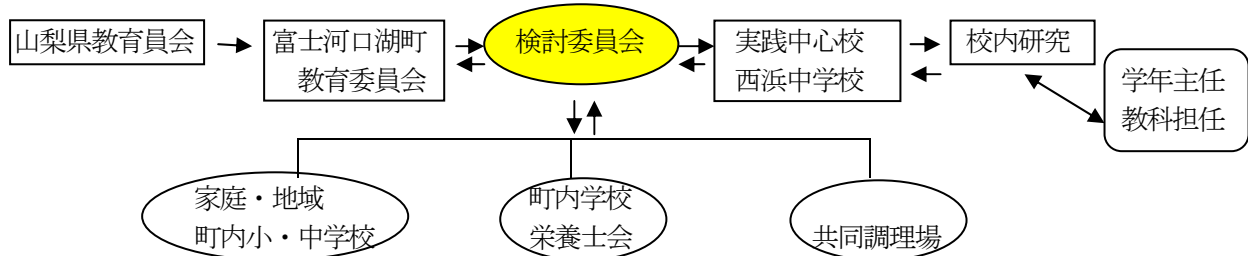 山梨県教育員会
富士河口湖町
教育委員会
検討委員会
実践中心校
西浜中学校
校内研究
学年主任
教科担任
家庭・地域
町内小・中学校
町内学校
栄養士会
共同調理場